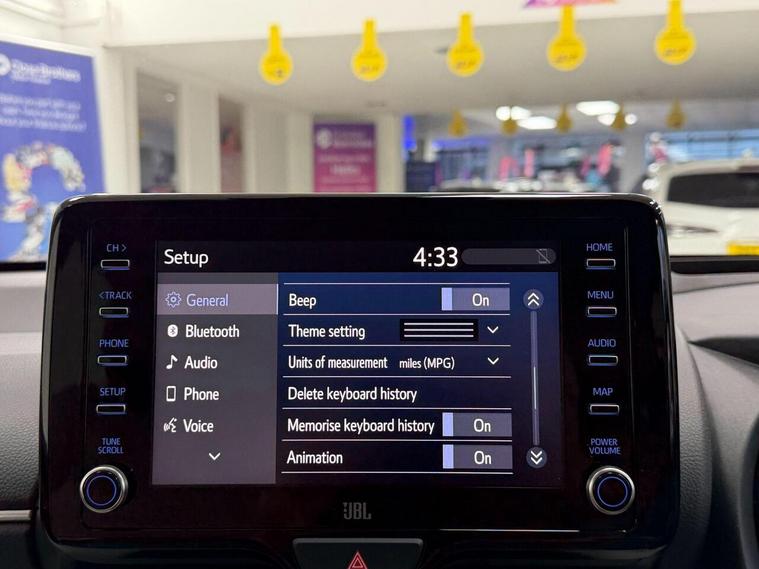 Close Brothers
CH >
<TRACK
PHONE
SETUP
TUNE
SCROLL
Setup
4:33
General
Bluetooth
Audio
Phone
Voice
Beep On
Theme setting
Units of measurement miles (MPG)
Delete keyboard history
Memorise keyboard history On
Animation On
HOME
MENU
AUDIO
MAP
POWER
VOLUME
JBL